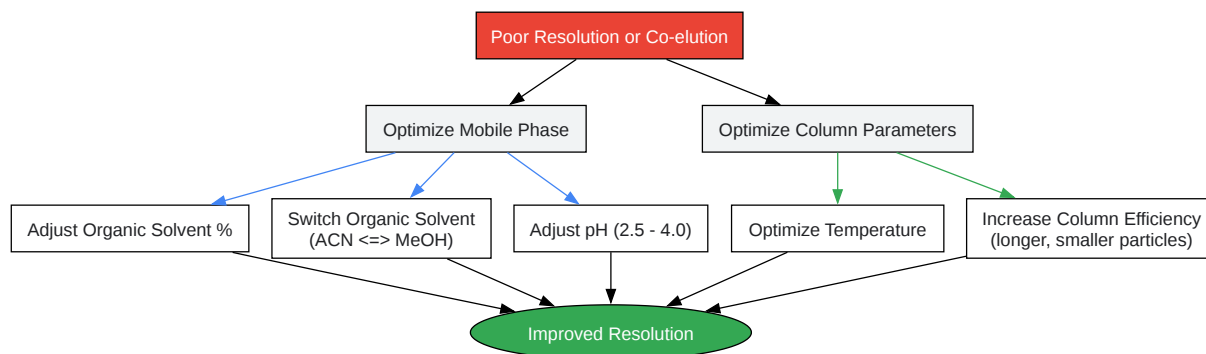 Poor Resolution or Co-elution
Optimize Mobile Phase
Optimize Column Parameters
Adjust Organic Solvent %
Switch Organic Solvent
(ACN <=> MeOH)
Adjust pH (2.5 - 4.0)
Optimize Temperature
Increase Column Efficiency
(longer, smaller particles)
Improved Resolution